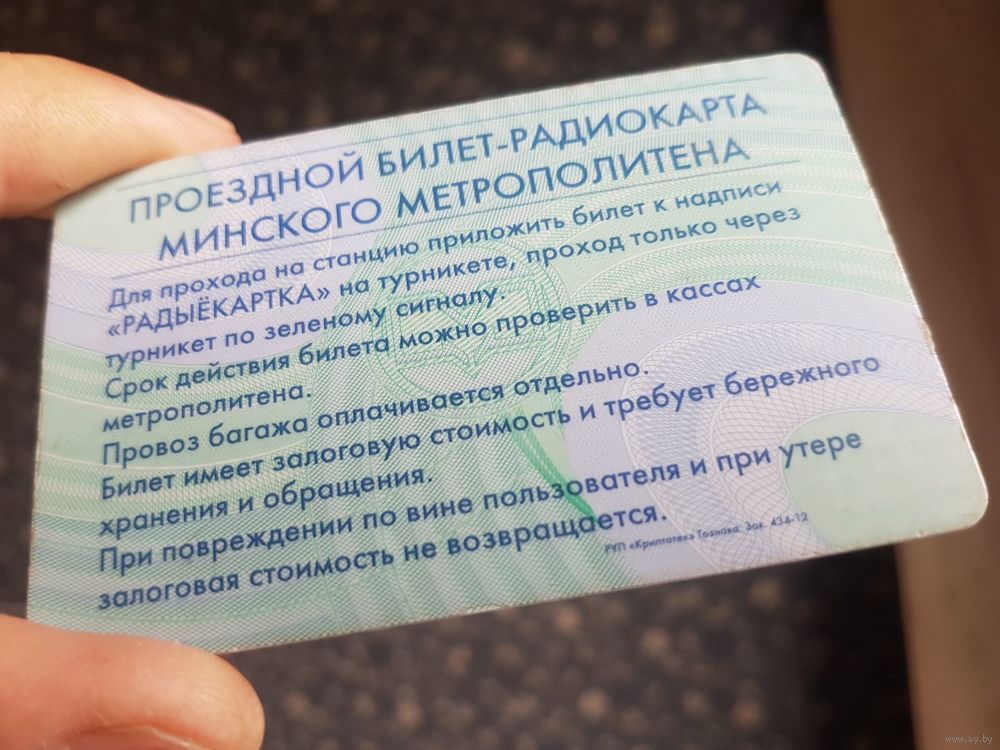 ПРОЕЗДНОЙ БИЛЕТ-РАДИОКАРТА
МИНСКОГО МЕТРОПОЛИТЕНА
Для прохода на станцию приложить билет к надписи
«РАДЫЁКАРТКА» на турникете, проход только через
турникет по зеленому сигналу.
Срок действия билета можно проверить в кассах
метрополитена.
Провоз багажа оплачивается отдельно.
Билет имеет залоговую стоимость и требует бережного
хранения и обращения.
При повреждении по вине пользователя и при утере
залоговая стоимость не возвращается.
РУП «Криптотех» Гознака. Зак. 434-12
www.ay.by